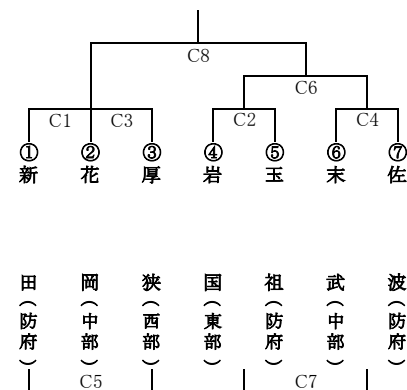 C8
C6
C1 C3 C2 C4
① ② ③ ④ ⑤ ⑥ ⑦
新田(防府)
花岡(中部)
厚狭(西部)
岩国(東部)
玉祖(防府)
末武(中部)
佐波(防府)
C5 C7